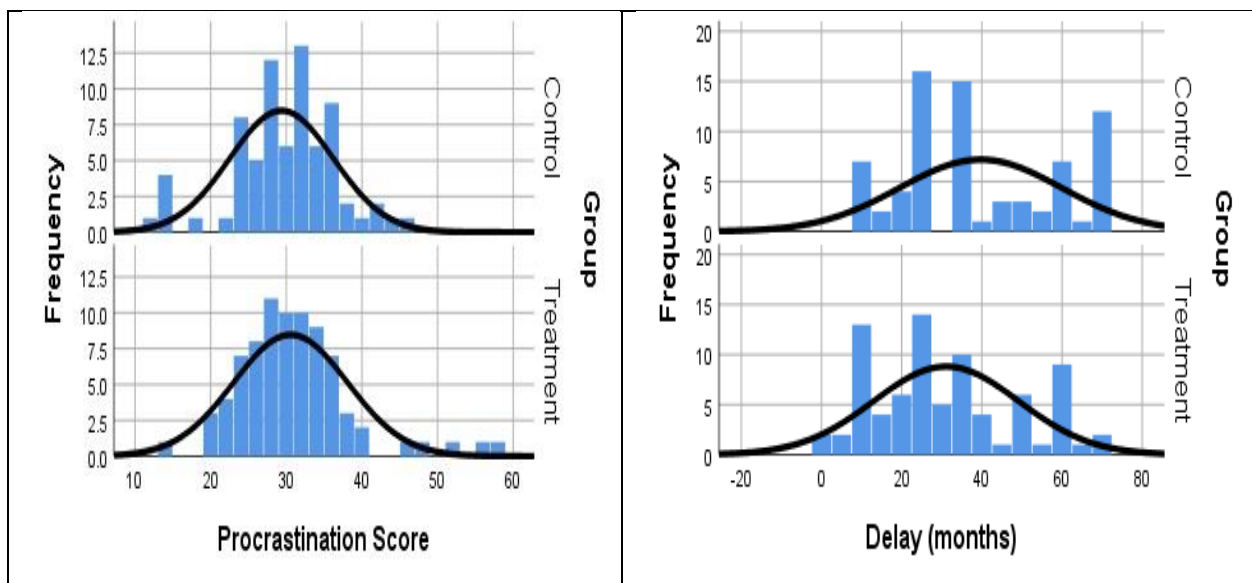 Frequency
12.5
10.0
7.5
5.0
2.5
0.0
Control
12.5
10.0
7.5
5.0
2.5
0.0
Treatment
Group
10 20 30 40 50 60
Procrastination Score
Frequency
20
15
10
5
0
Control
20
15
10
5
0
Treatment
Group
-20 0 20 40 60 80
Delay (months)